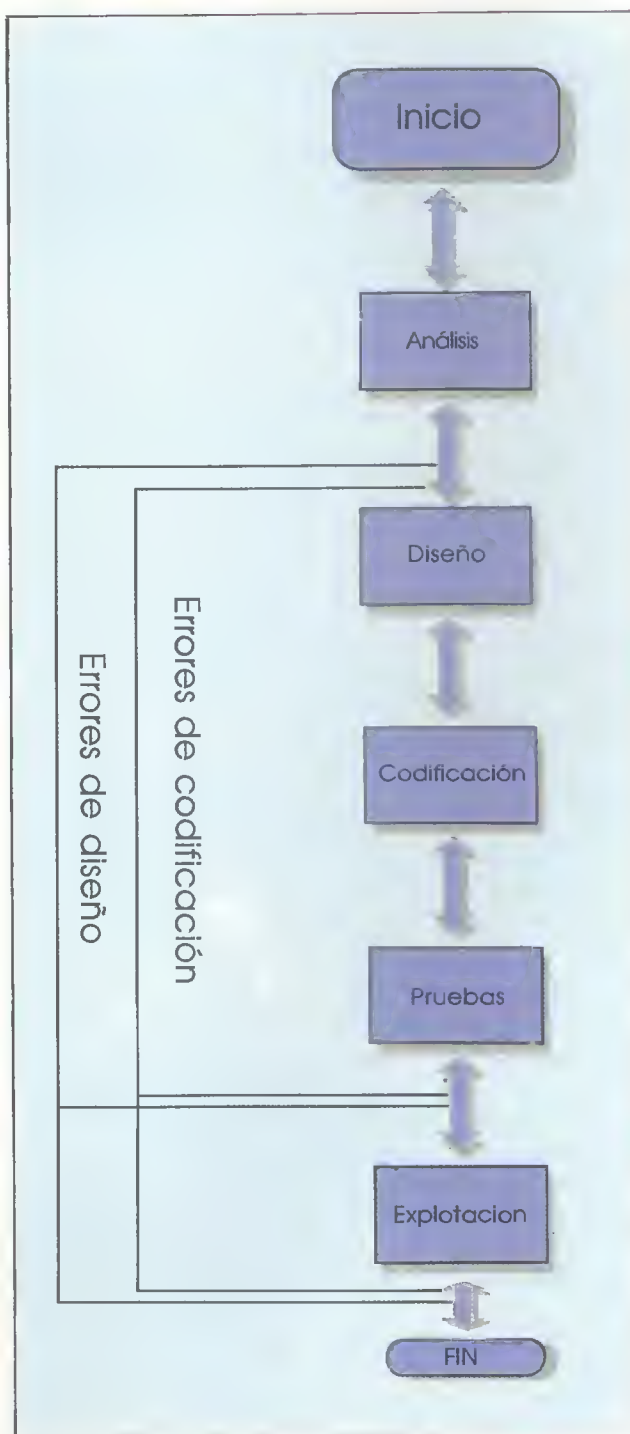 Inicio
Análisis
Diseño
Codificación
Pruebas
Explotacion
FIN
Errores de codificación
Errores de diseño